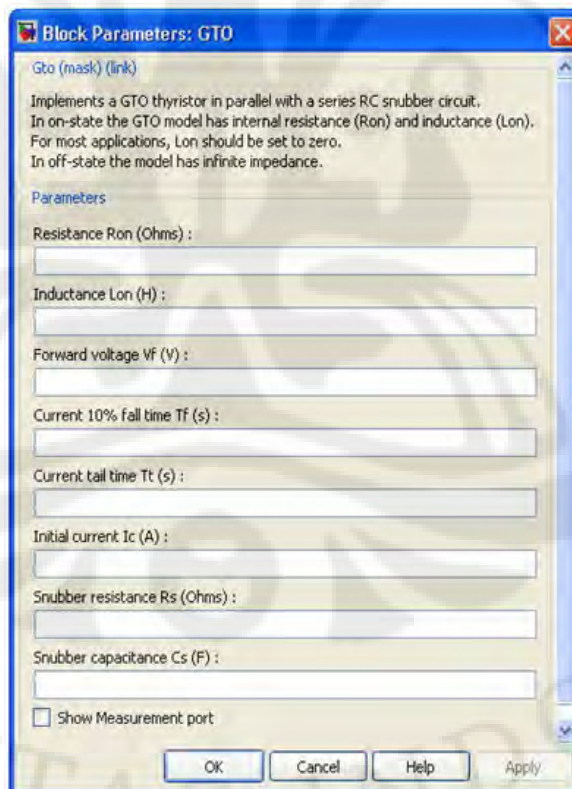 Block Parameters: GTO
Gto (mask) (link)
Implements a GTO thyristor in parallel with a series RC snubber circuit.
In on-state the GTO model has internal resistance (Ron) and inductance (Lon).
For most applications, Lon should be set to zero.
In off-state the model has infinite impedance.
Parameters
Resistance Ron (Ohms) :
Inductance Lon (H) :
Forward voltage Vf (V) :
Current 10% fall time Tf (s) :
Current tail time Tt (s) :
Initial current Ic (A) :
Snubber resistance Rs (Ohms) :
Snubber capacitance Cs (F) :
Show Measurement port
OK Cancel Help Apply